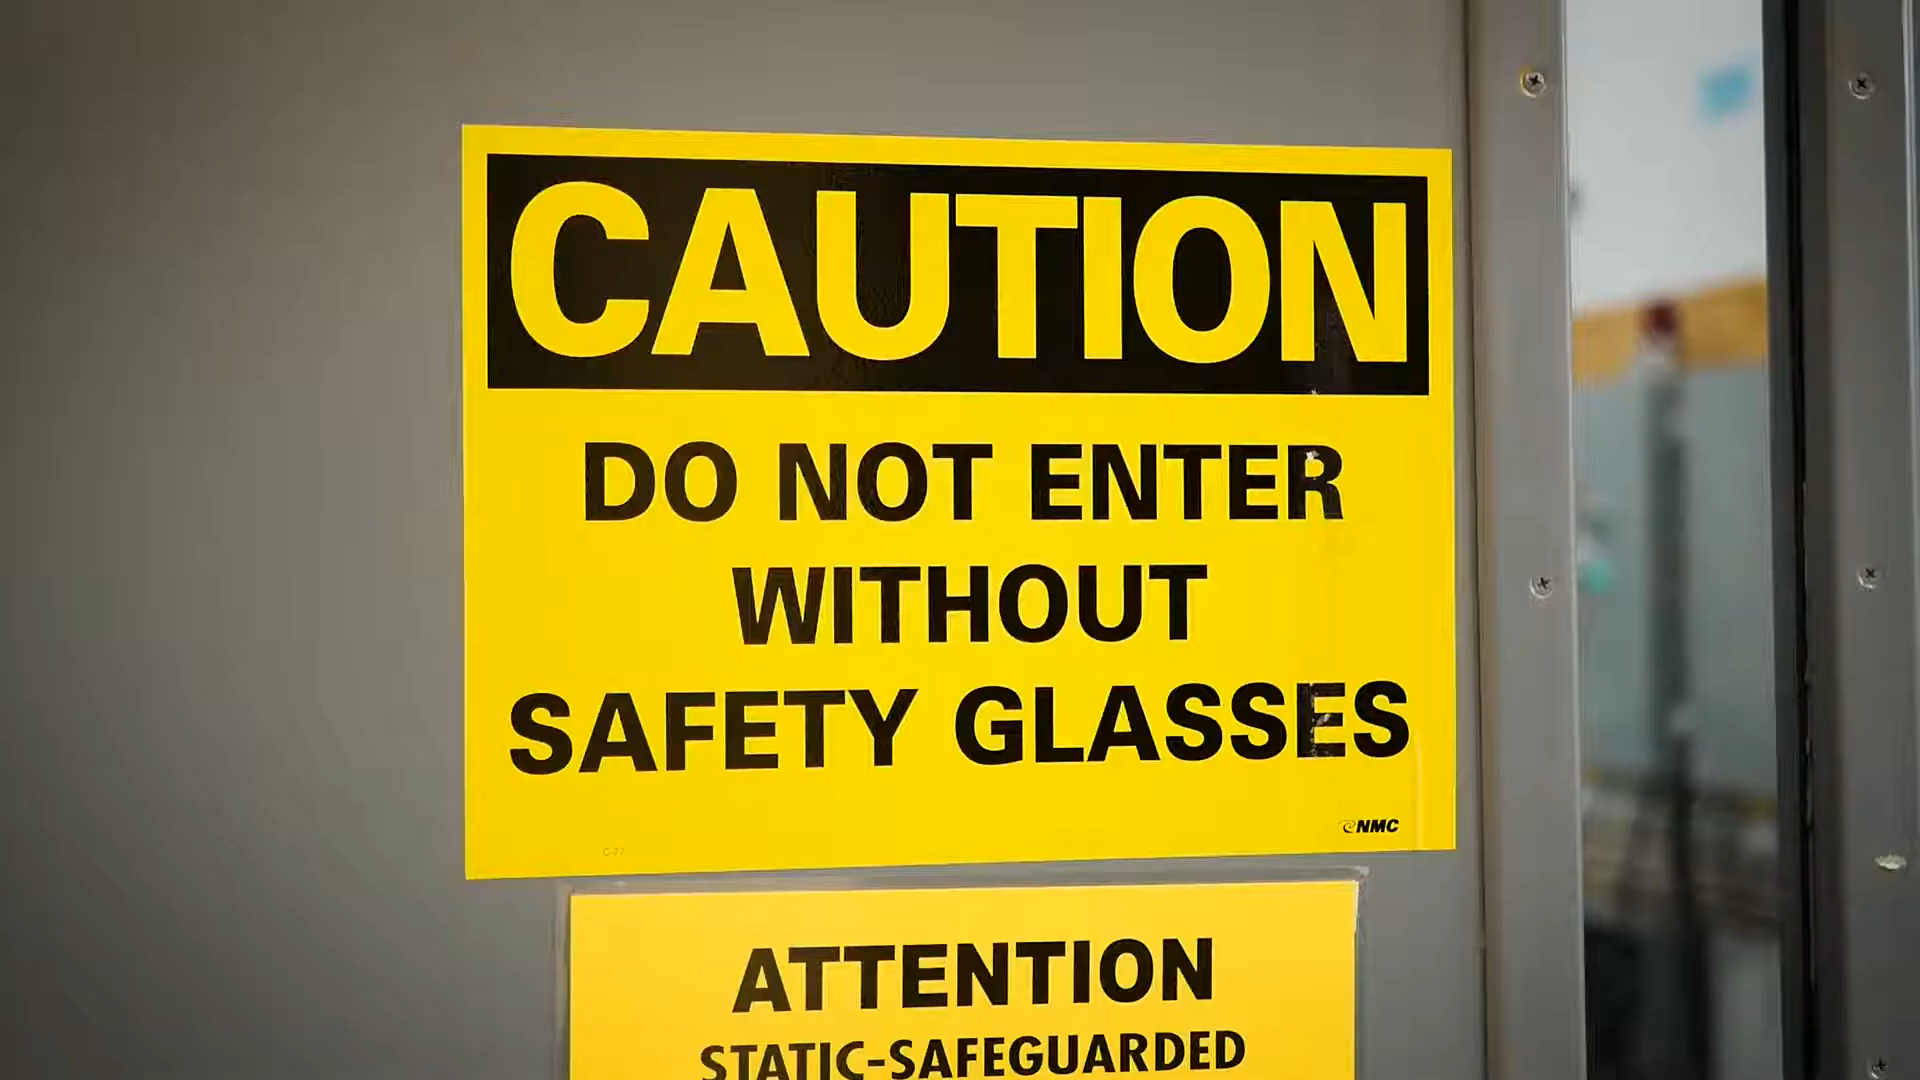 CAUTION
DO NOT ENTER
WITHOUT
SAFETY GLASSES
NMC
ATTENTION
STATIC-SAFEGUARDED